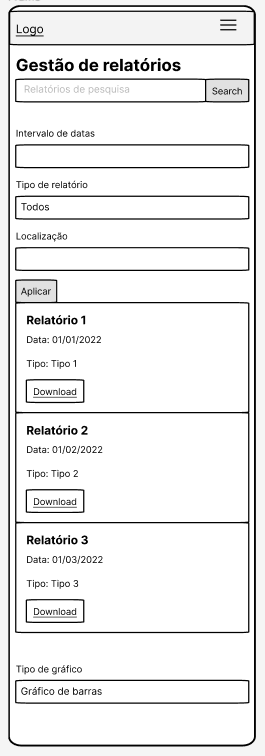 Logo
Gestão de relatórios
Relatórios de pesquisa
Search
Intervalo de datas
Tipo de relatório
Todos
Localização
Aplicar
Relatório 1
Data: 01/01/2022
Tipo: Tipo 1
Download
Relatório 2
Data: 01/02/2022
Tipo: Tipo 2
Download
Relatório 3
Data: 01/03/2022
Tipo: Tipo 3
Download
Tipo de gráfico
Gráfico de barras